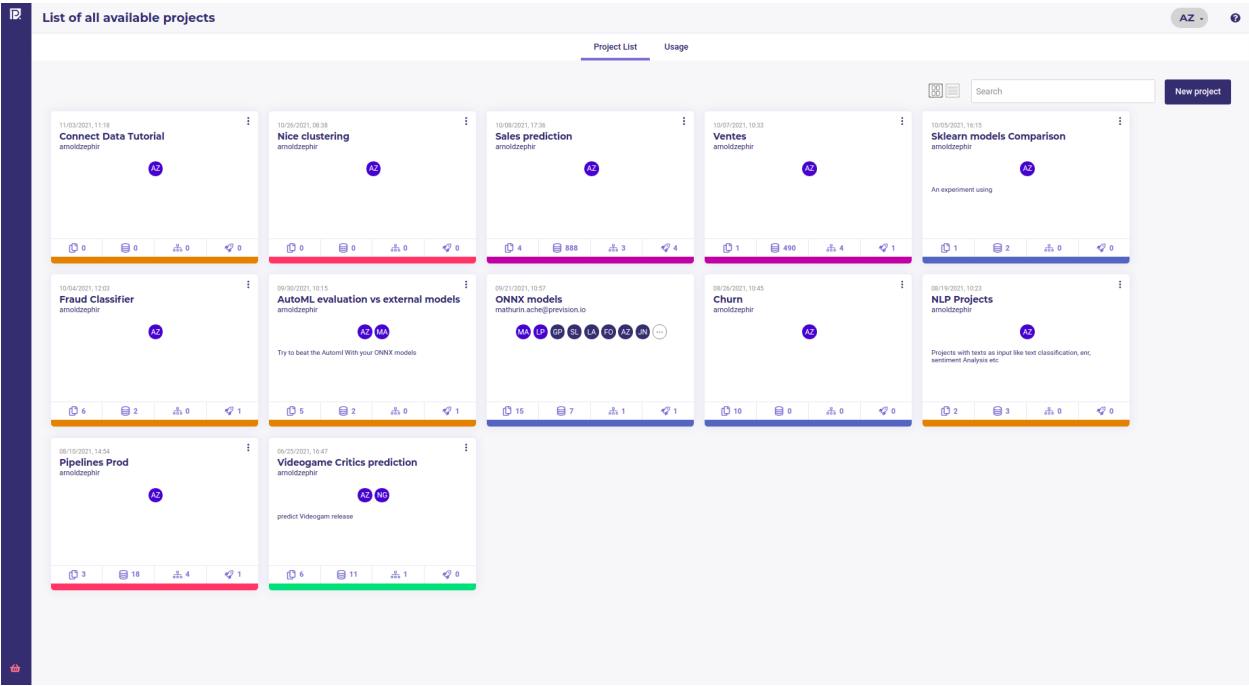 P.
List of all available projects
AZ
Project List
Usage
Search
New project
11/03/2021, 11:18
Connect Data Tutorial
arnoldzephir
AZ
0
0
0
0
10/26/2021, 08:38
Nice clustering
arnoldzephir
AZ
0
0
0
0
10/08/2021, 17:36
Sales prediction
arnoldzephir
AZ
4
888
3
4
10/07/2021, 10:33
Ventes
arnoldzephir
AZ
1
490
4
1
10/05/2021, 16:15
Sklearn models Comparison
arnoldzephir
AZ
An experiment using
1
2
0
0
10/04/2021, 12:03
Fraud Classifier
arnoldzephir
AZ
6
2
0
1
09/30/2021, 10:15
AutoML evaluation vs external models
arnoldzephir
AZ MA
Try to beat the Automl With your ONNX models
5
2
0
1
09/21/2021, 10:57
ONNX models
mathurin.ache@prevision.io
MA LP GP SL LA FO AZ JN ...
15
7
1
1
08/26/2021, 10:45
Churn
arnoldzephir
AZ
10
0
0
0
08/19/2021, 10:23
NLP Projects
arnoldzephir
AZ
Projects with texts as input like text classification, enr,
sentiment Analysis etc
2
3
0
0
08/10/2021, 14:54
Pipelines Prod
arnoldzephir
AZ
3
18
4
1
06/25/2021, 16:47
Videogame Critics prediction
arnoldzephir
AZ NG
predict Videogam release
6
11
1
0